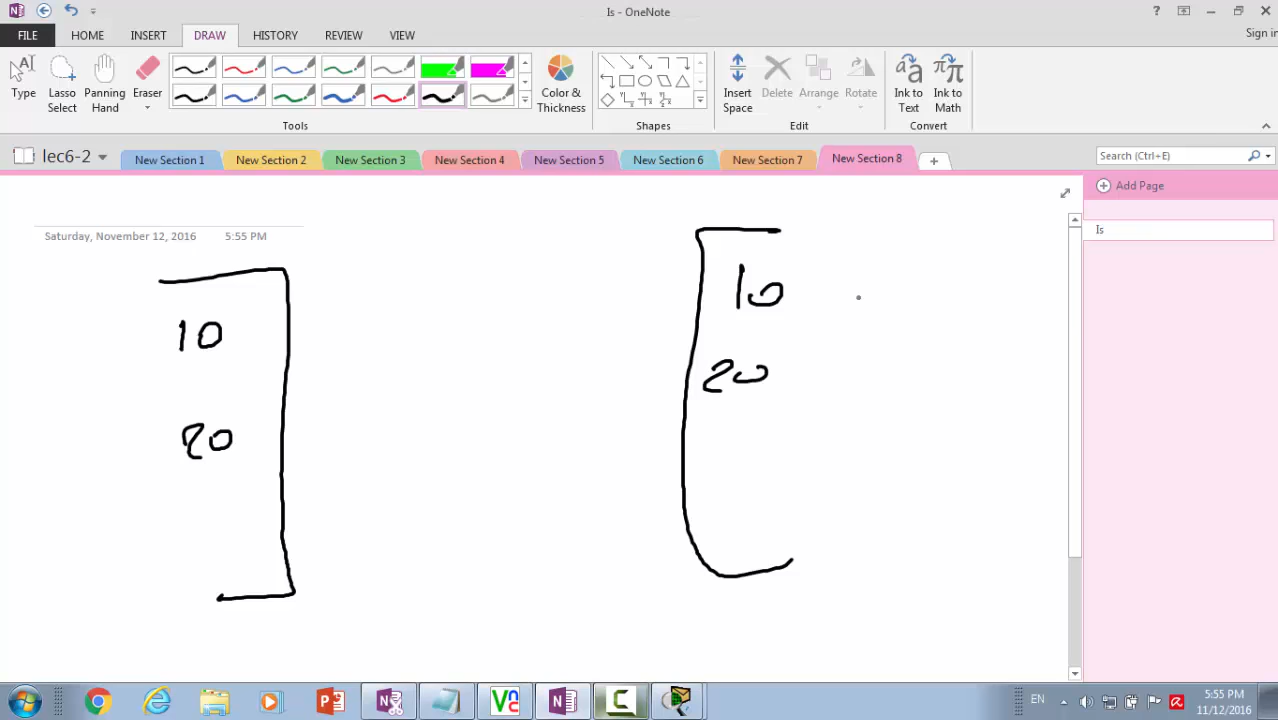 Is - OneNote
? Sign in
FILE HOME INSERT DRAW HISTORY REVIEW VIEW
Type
Lasso Select
Panning Hand
Eraser
Color & Thickness
Insert Space
Delete
Arrange
Rotate
Ink to Text
Ink to Math
Tools
Shapes
Edit
Convert
lec6-2
New Section 1
New Section 2
New Section 3
New Section 4
New Section 5
New Section 6
New Section 7
New Section 8
Search (Ctrl+E)
Add Page
Is
Saturday, November 12, 2016 5:55 PM
10
20
10
20
EN
5:55 PM
11/12/2016